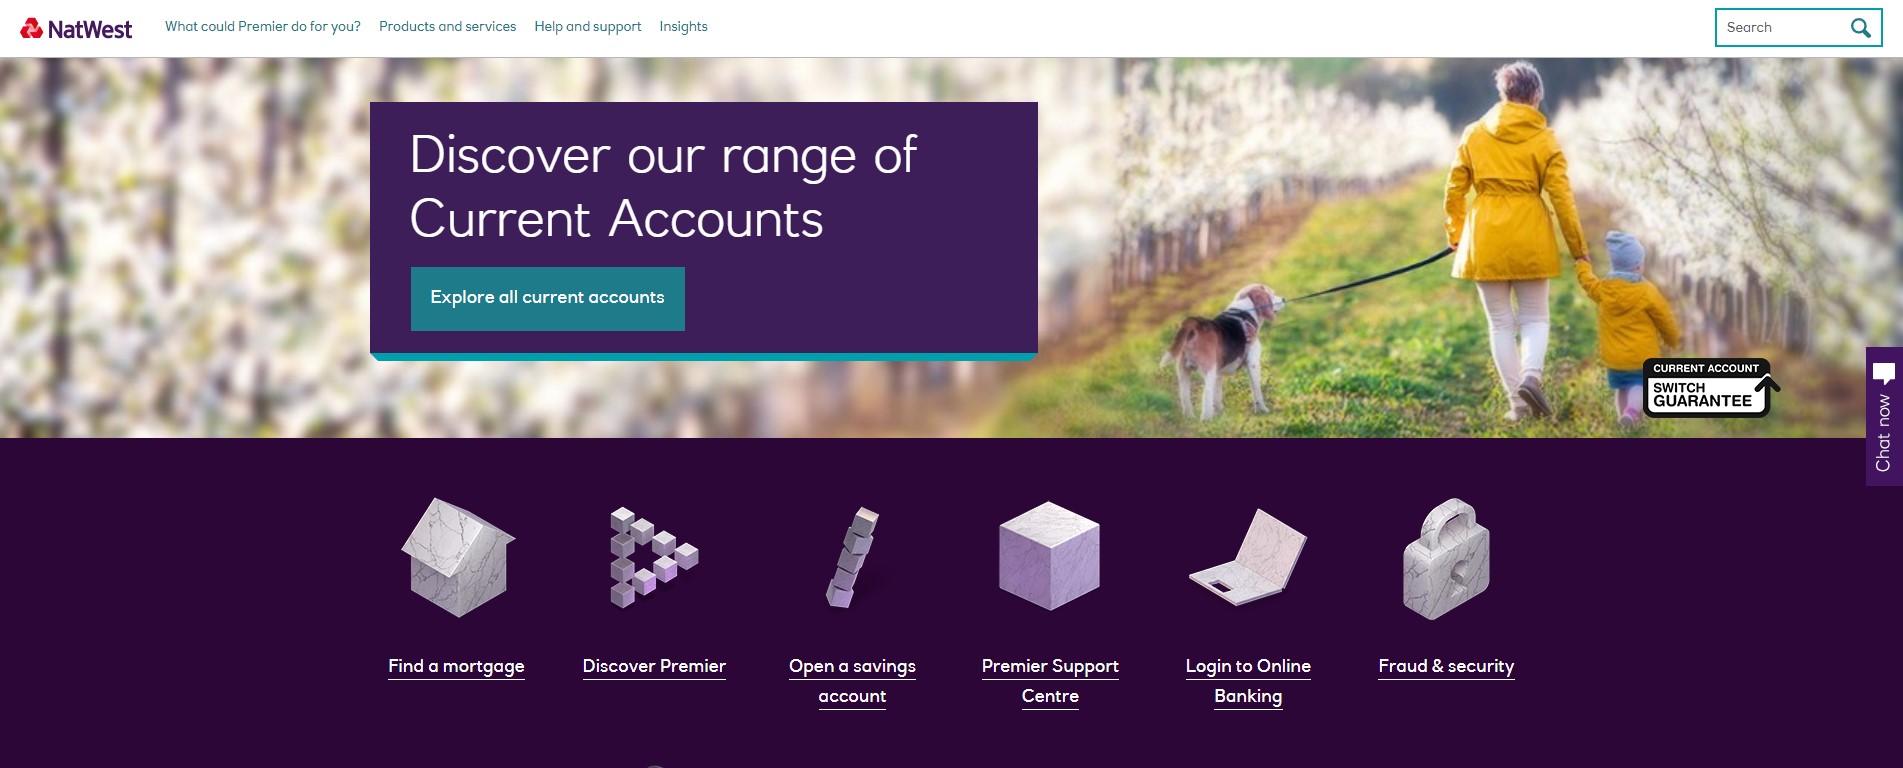 NatWest
What could Premier do for you?
Products and services
Help and support
Insights
Search
Discover our range of
Current Accounts
Explore all current accounts
CURRENT ACCOUNT
SWITCH
GUARANTEE
Chat now
Find a mortgage
Discover Premier
Open a savings
account
Premier Support
Centre
Login to Online
Banking
Fraud & security